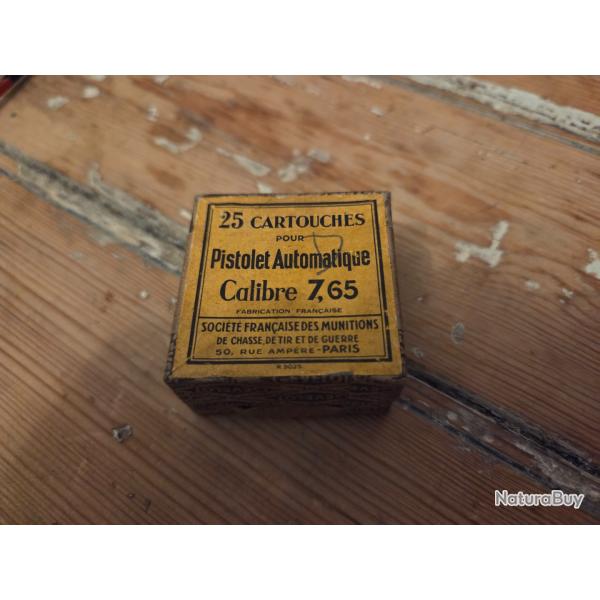 25 CARTOUCHES
POUR
Pistolet Automatique
Calibre 7,65
FABRICATION FRANÇAISE
SOCIÉTÉ FRANÇAISE DES MUNITIONS
DE CHASSE, DE TIR ET DE GUERRE
50, RUE AMPÈRE-PARIS
NaturaBuy